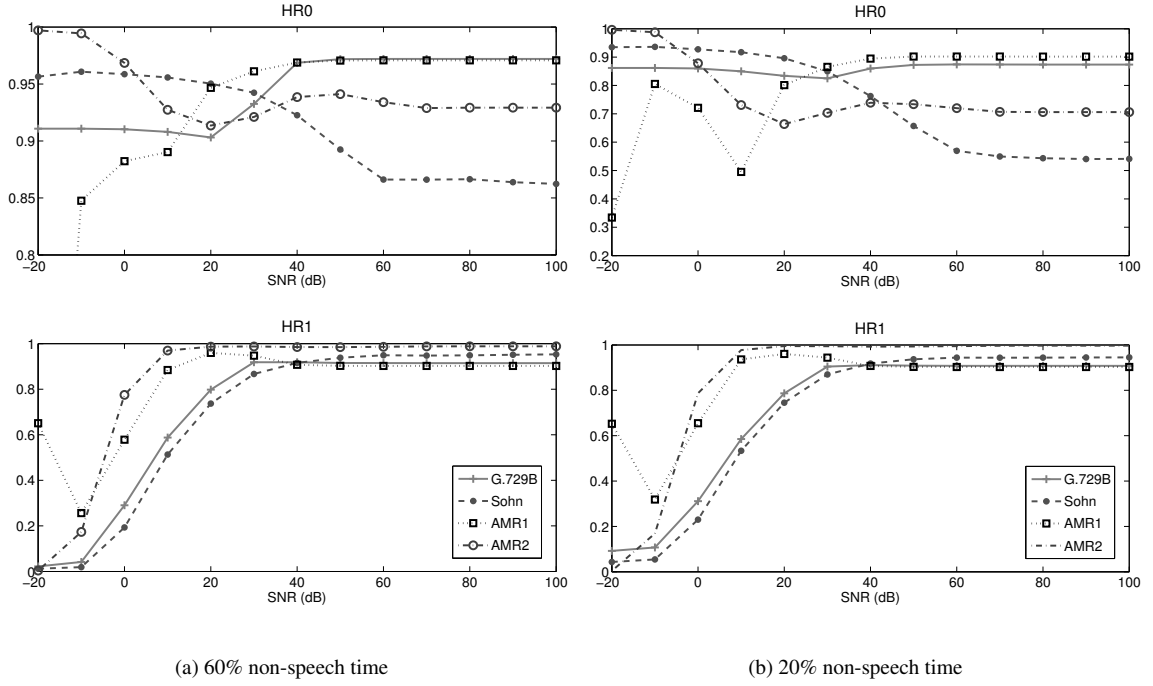 HR0
1
0.95
0.9
0.85
0.8
−20 0 20 40 60 80 100
SNR (dB)
HR0
1
0.9
0.8
0.7
0.6
0.5
0.4
0.3
0.2
−20 0 20 40 60 80 100
SNR (dB)
HR1
1
0.8
0.6
0.4
0.2
0
−20 0 20 40 60 80 100
SNR (dB)
G.729B
Sohn
AMR1
AMR2
HR1
1
0.8
0.6
0.4
0.2
0
−20 0 20 40 60 80 100
SNR (dB)
G.729B
Sohn
AMR1
AMR2
(a) 60% non-speech time
(b) 20% non-speech time